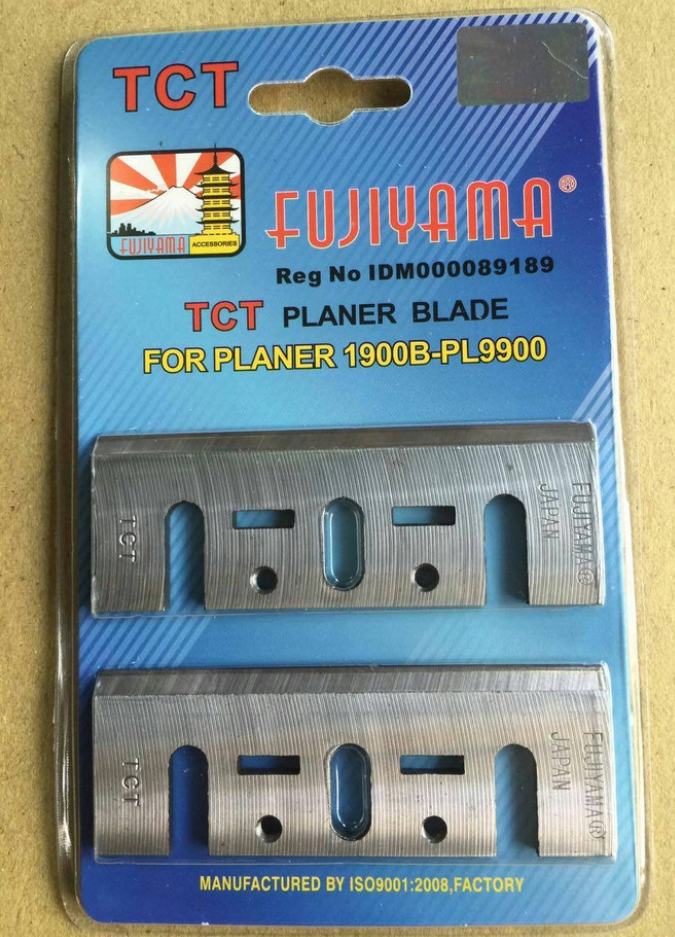 TCT
FUJIYAMA
ACCESSORIES
FUJIYAMA®
Reg No IDM000089189
TCT PLANER BLADE
FOR PLANER 1900B-PL9900
TCT
FUJIYAMA®
JAPAN
TCT
FUJIYAMA®
JAPAN
MANUFACTURED BY ISO9001:2008,FACTORY